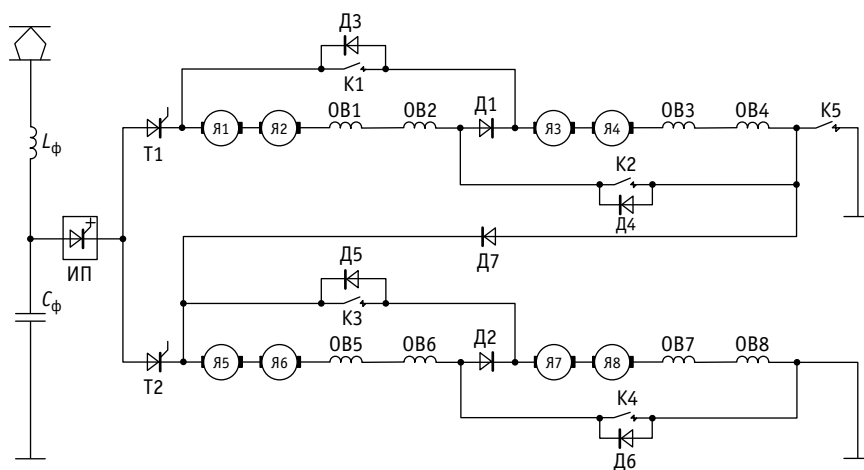 Д3
К1
ОВ1 ОВ2 Д1 ОВ3 ОВ4 К5
Я1 Я2 Я3 Я4
Lф Т1
К2
Д4
ИП Д5 Д7
Cф К3
ОВ5 ОВ6 Д2 ОВ7 ОВ8
Я5 Я6 Я7 Я8
Т2
К4
Д6